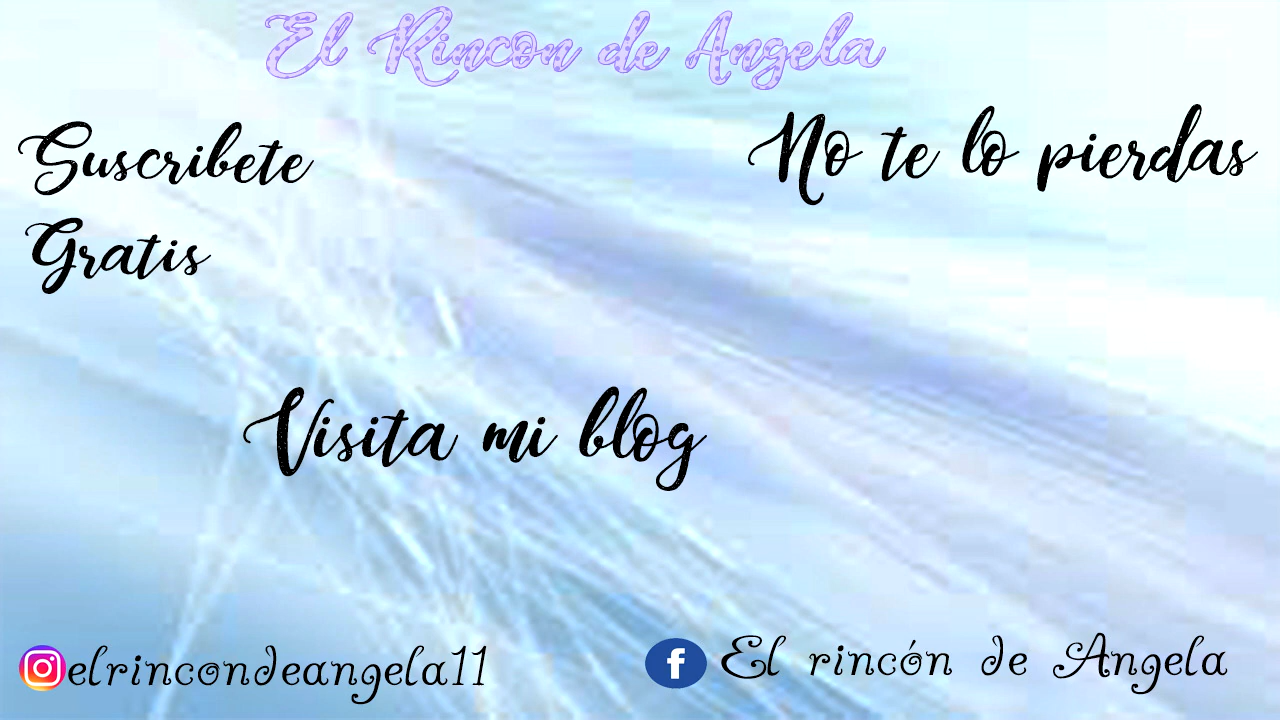 El Rincon de Angela
Suscribete
Gratis
No te lo pierdas
Visita mi blog
elrincondeangela11
El rincón de Angela